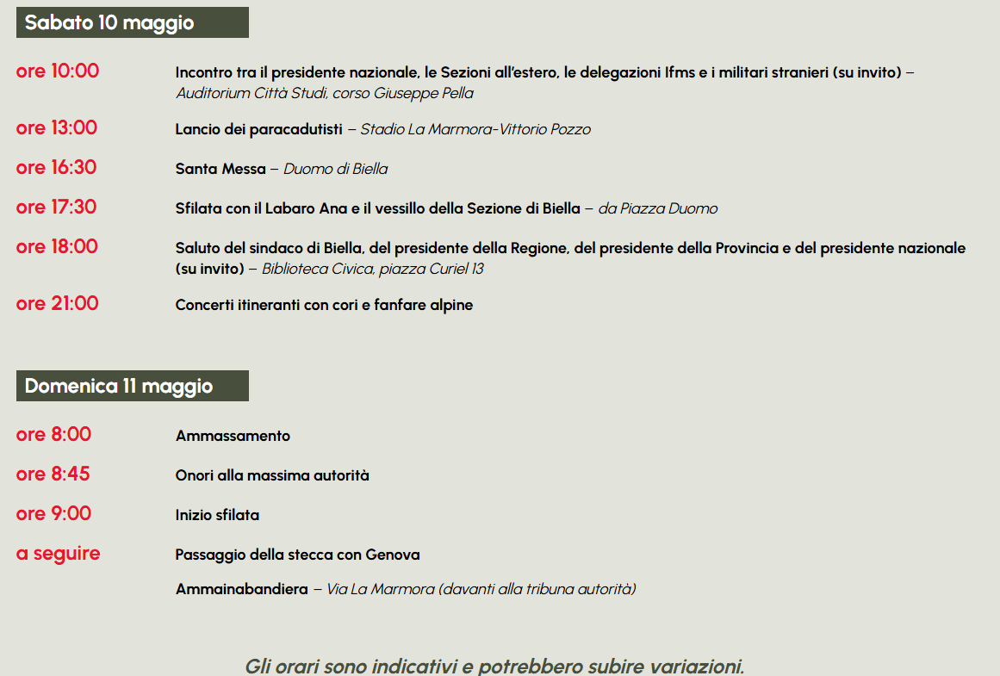 Sabato 10 maggio
ore 10:00 Incontro tra il presidente nazionale, le Sezioni all'estero, le delegazioni Ifms e i militari stranieri (su invito) –
Auditorium Città Studi, corso Giuseppe Pella
ore 13:00 Lancio dei paracadutisti – Stadio La Marmora-Vittorio Pozzo
ore 16:30 Santa Messa – Duomo di Biella
ore 17:30 Sfilata con il Labaro Ana e il vessillo della Sezione di Biella – da Piazza Duomo
ore 18:00 Saluto del sindaco di Biella, del presidente della Regione, del presidente della Provincia e del presidente nazionale
(su invito) – Biblioteca Civica, piazza Curiel 13
ore 21:00 Concerti itineranti con cori e fanfare alpine
Domenica 11 maggio
ore 8:00 Ammassamento
ore 8:45 Onori alla massima autorità
ore 9:00 Inizio sfilata
a seguire Passaggio della stecca con Genova
Ammainabandiera – Via La Marmora (davanti alla tribuna autorità)
Gli orari sono indicativi e potrebbero subire variazioni.